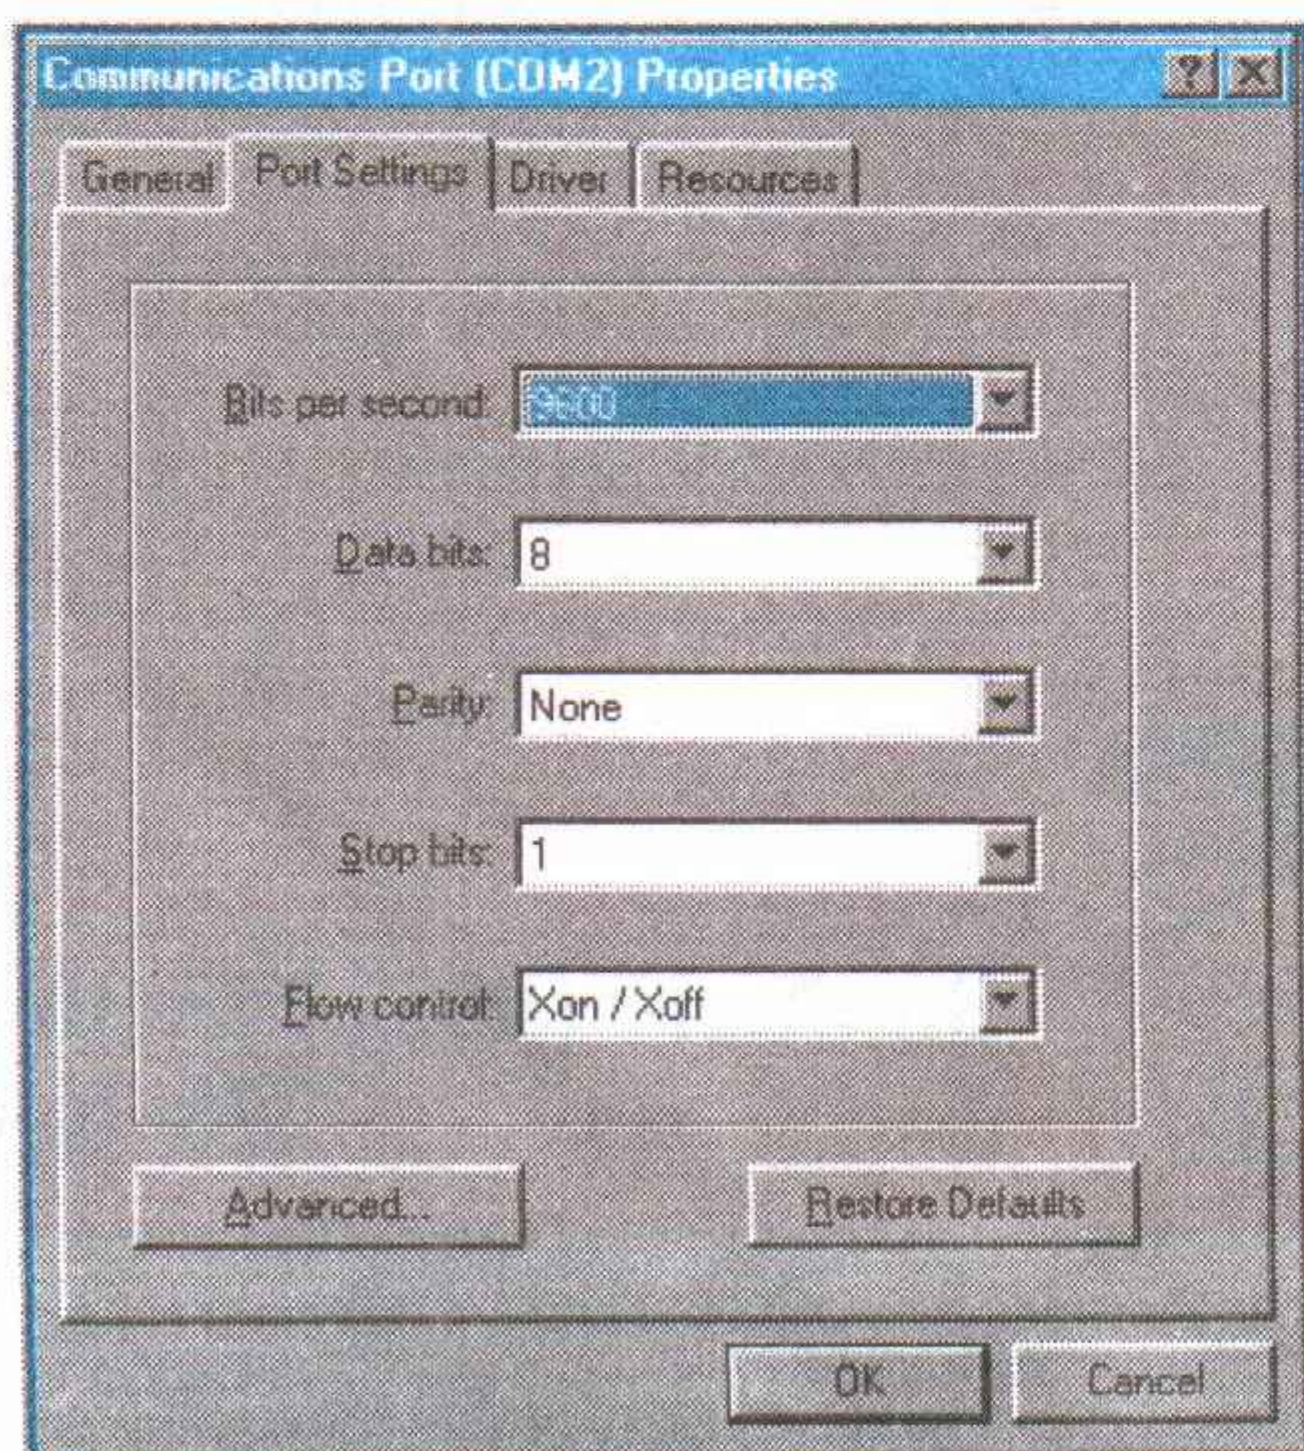 Communications Port (COM2) Properties
General Port Settings Driver Resources
Bits per second: 9600
Data bits: 8
Parity: None
Stop bits: 1
Flow control: Xon / Xoff
Advanced... Restore Defaults
OK Cancel